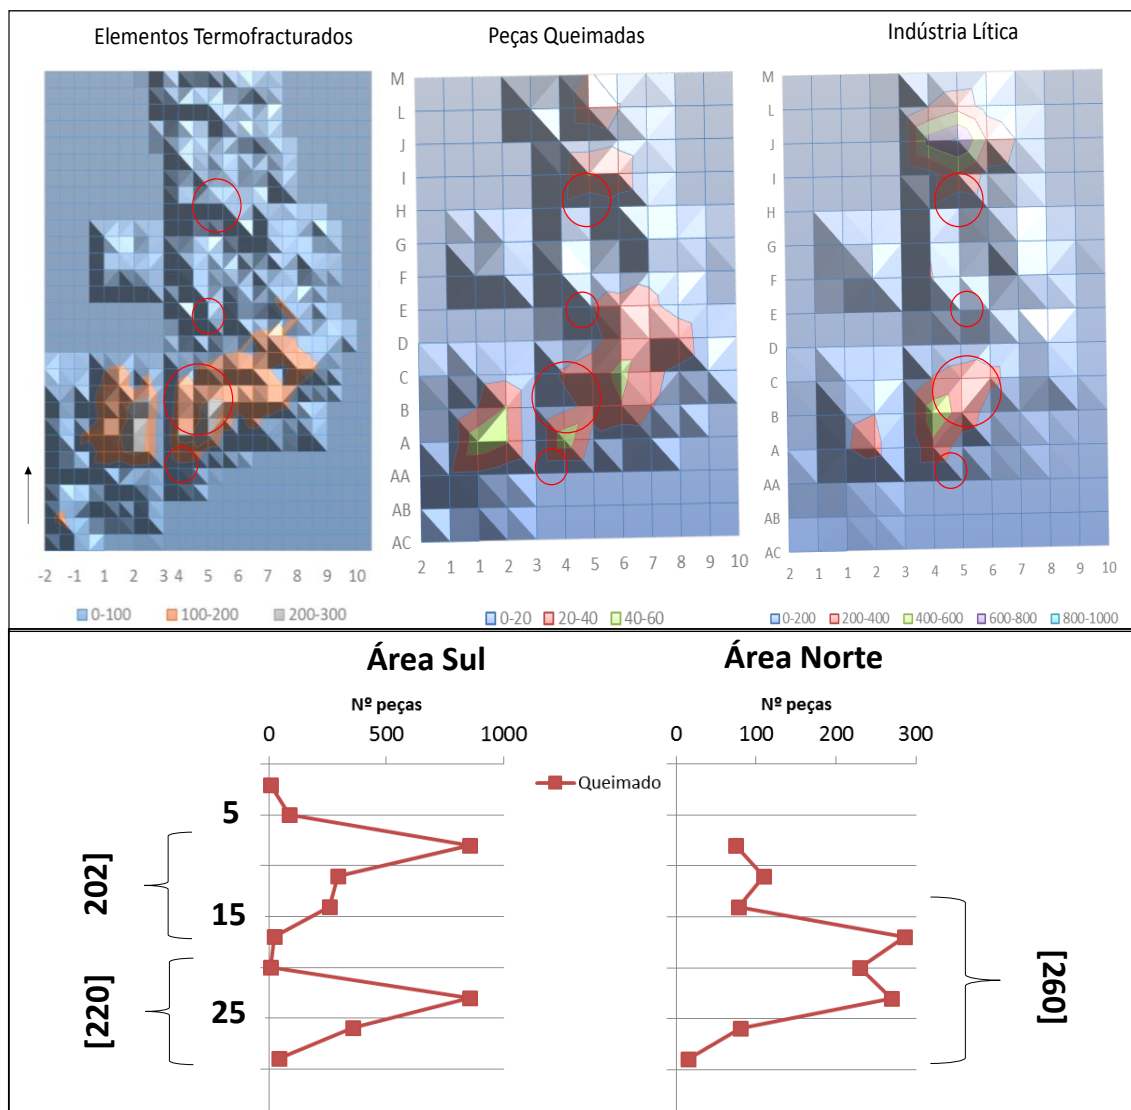 Elementos Termofracturados
Peças Queimadas
Indústria Lítica
M
L
J
I
H
G
F
E
D
C
B
A
AA
AB
AC
M
L
J
I
H
G
F
E
D
C
B
A
AA
AB
AC
-2 -1 1 2 3 4 5 6 7 8 10
2 1 1 2 3 4 5 6 7 9 10
2 1 1 2 4 5 6 7 8 9 10
0-100 100-200 200-300
0-20 20-40 40-60
0-200 200-400 400-600 600-800 800-1000
Área Sul
Área Norte
Nº peças
Nº peças
0 500 1000
0 100 200 300
Queimado
5
15
25
202]
[220]
[260]